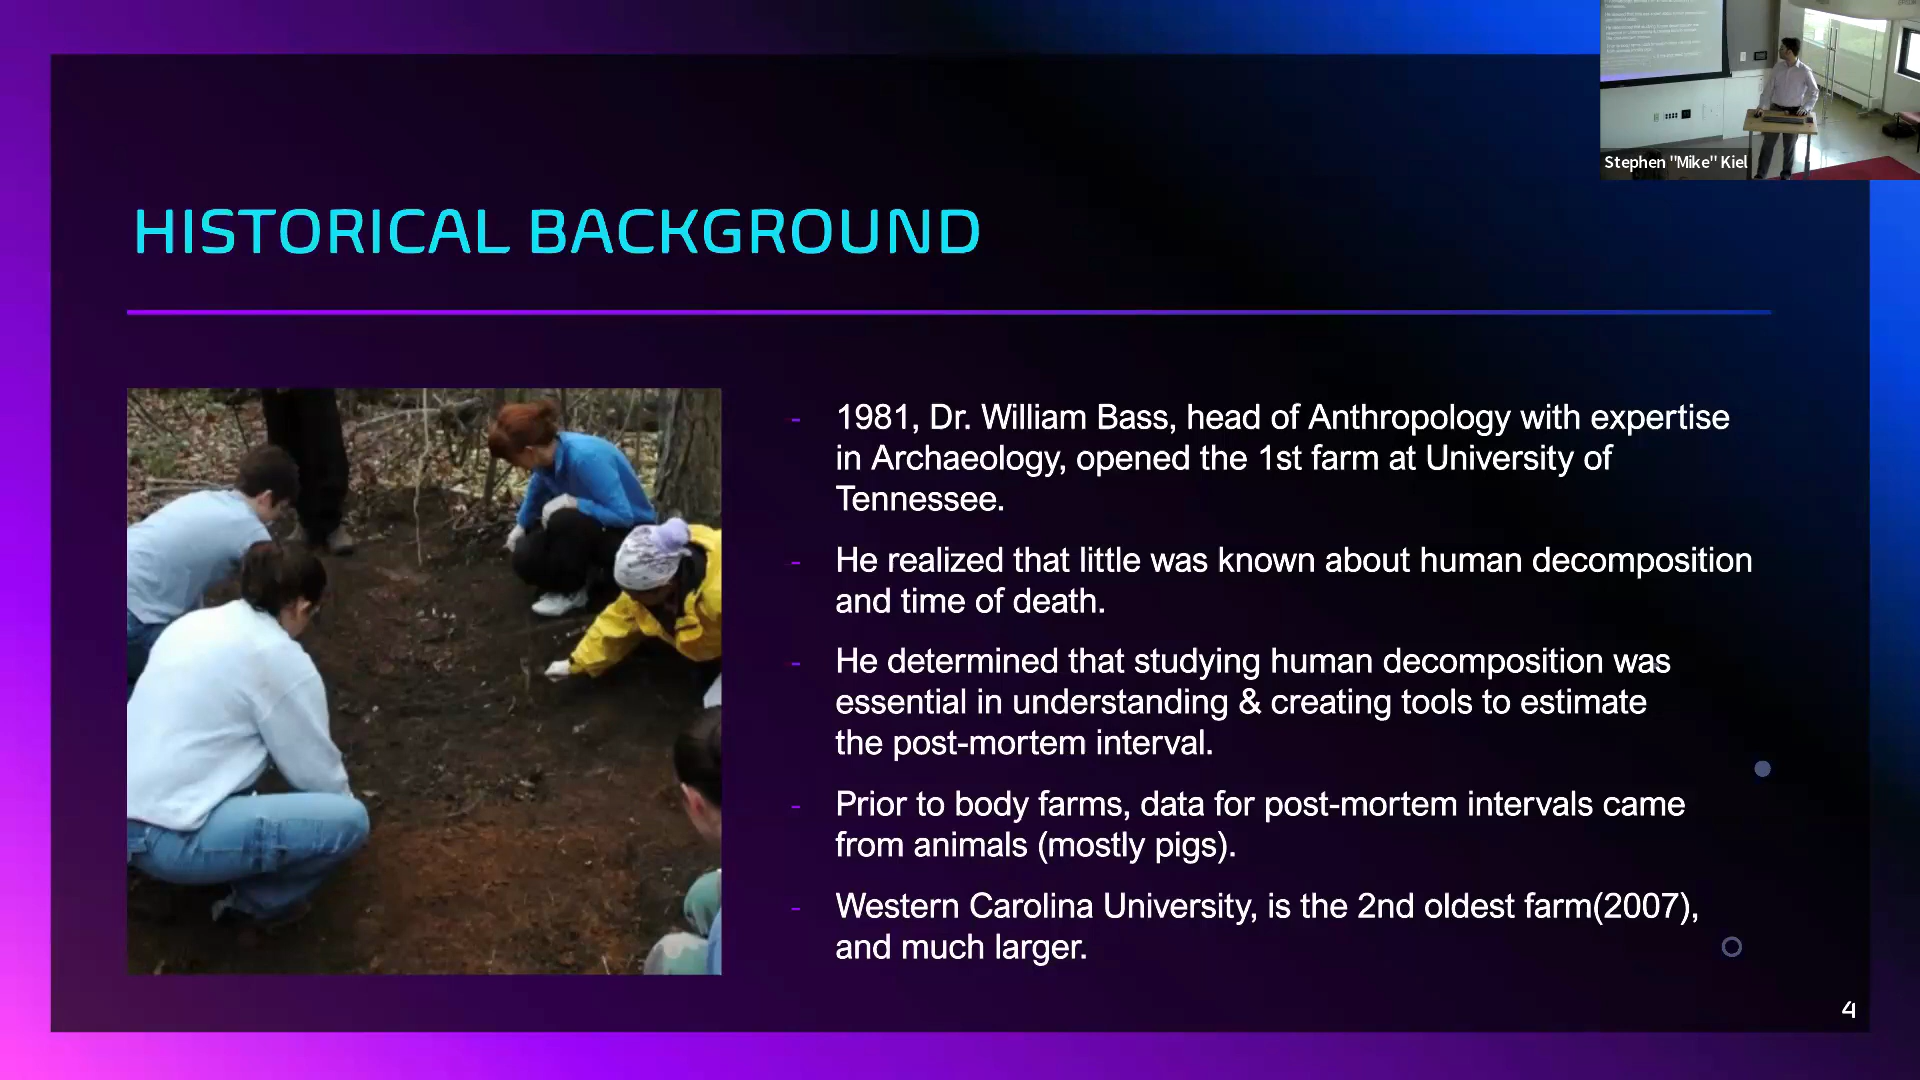 Stephen "Mike" Kiel
HISTORICAL BACKGROUND
- 1981, Dr. William Bass, head of Anthropology with expertise
in Archaeology, opened the 1st farm at University of
Tennessee.
- He realized that little was known about human decomposition
and time of death.
- He determined that studying human decomposition was
essential in understanding & creating tools to estimate
the post-mortem interval.
- Prior to body farms, data for post-mortem intervals came
from animals (mostly pigs).
- Western Carolina University, is the 2nd oldest farm(2007),
and much larger.
4